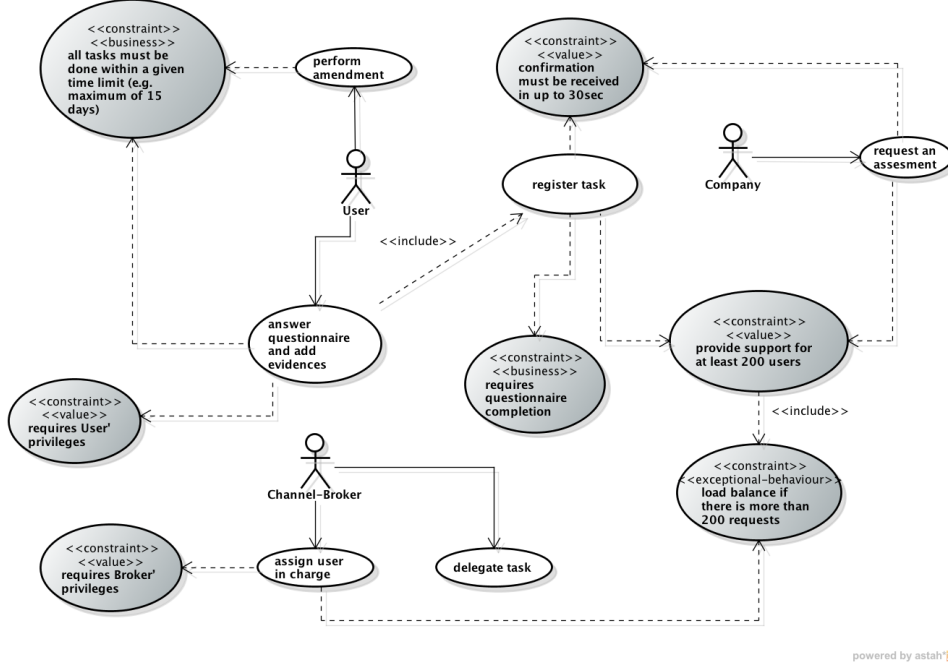 <<constraint>>
<<business>>
all tasks must be
done within a given
time limit (e.g.
maximum of 15
days)
perform
amendment
<<constraint>>
<<value>>
confirmation
must be received
in up to 30sec
Company
request an
assesment
register task
User
<<include>>
answer
questionnaire
and add
evidences
<<constraint>>
<<value>>
provide support for
at least 200 users
<<constraint>>
<<business>>
requires
questionnaire
completion
<<constraint>>
<<value>>
requires User'
privileges
<<include>>
Channel-Broker
<<constraint>>
<<exceptional-behaviour>>
load balance if
there is more than
200 requests
<<constraint>>
<<value>>
requires Broker'
privileges
assign user
in charge
delegate task
powered by astah*